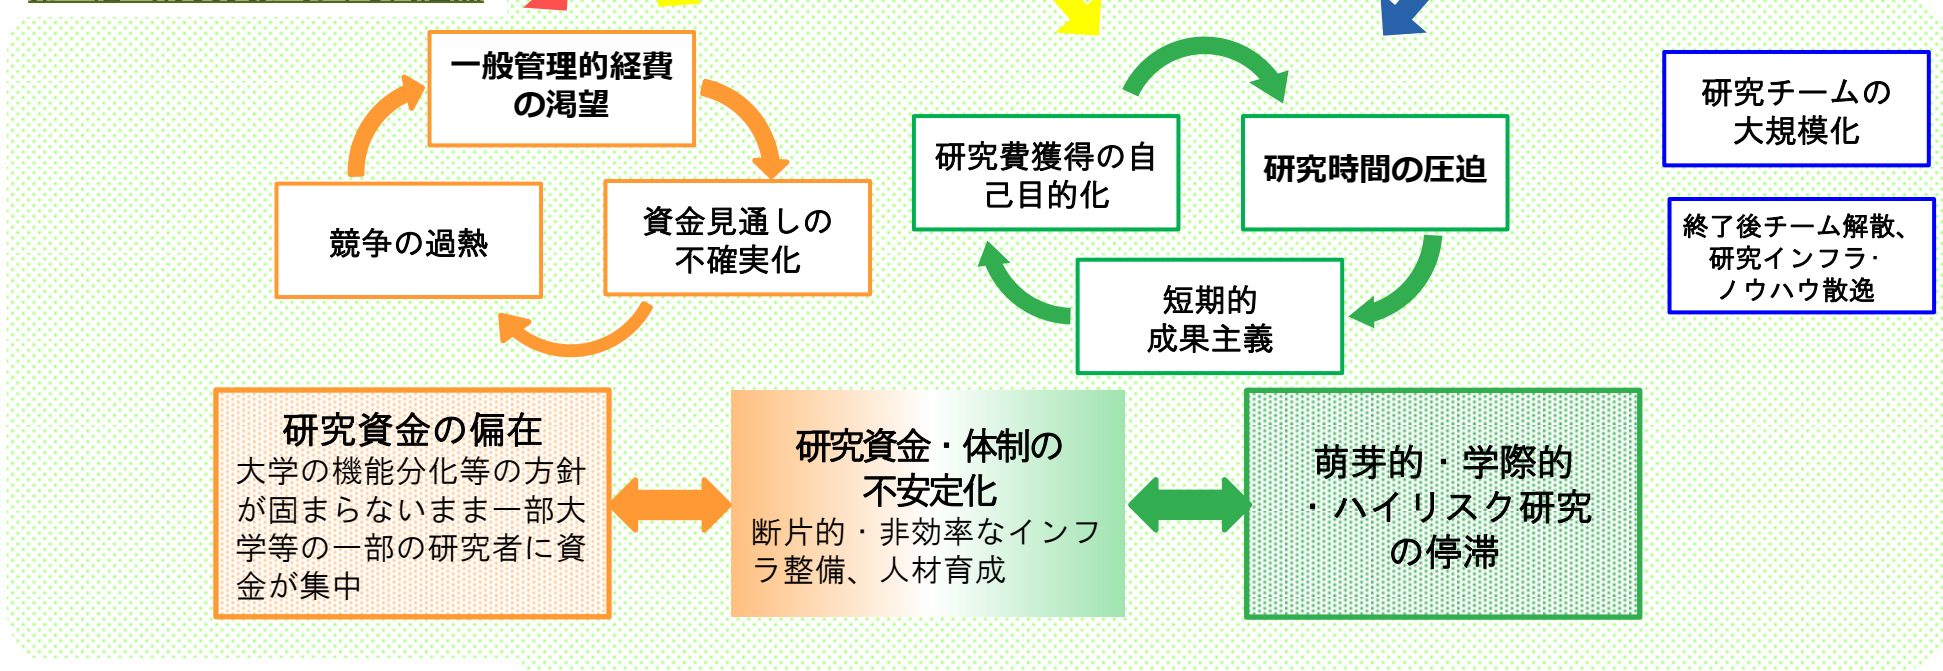 一般管理的経費
の渇望
資金見通しの
不確実化
競争の過熱
研究費獲得の自
己目的化
研究時間の圧迫
短期的
成果主義
研究チームの
大規模化
終了後チーム解散、
研究インフラ・
ノウハウ散逸
研究資金の偏在
大学の機能分化等の方針
が固まらないまま一部大
学等の一部の研究者に資
金が集中
研究資金・体制の
不安定化
断片的・非効率なインフ
ラ整備、人材育成
萌芽的・学際的
・ハイリスク研究
の停滞